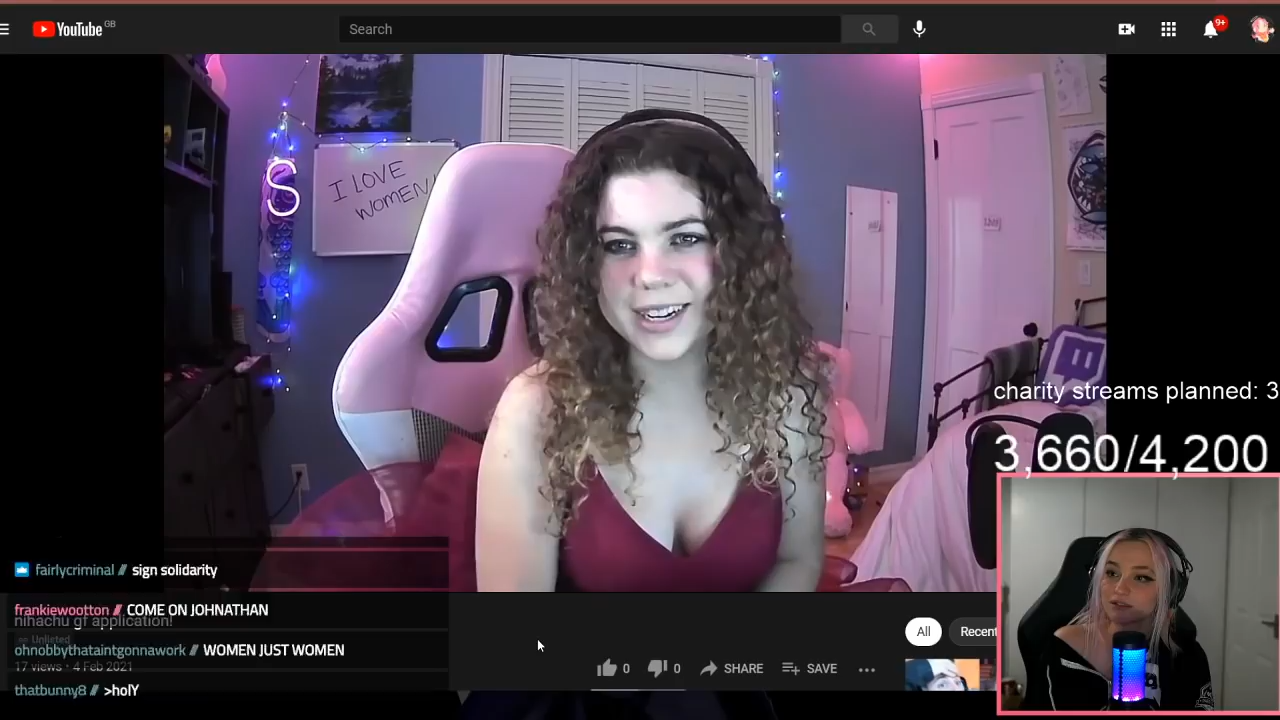 YouTube GB
Search
9+
I LOVE
WOMEN!
S
charity streams planned: 3
3,660/4,200
fairlycriminal // sign solidarity
frankiewootton // COME ON JOHNATHAN
nihachu gf application!
Unlisted
ohnobbythataintgonnawork // WOMEN JUST WOMEN
17 views • 4 Feb 2021
thatbunny8 // >holY
0
0
SHARE
SAVE
All
Recent